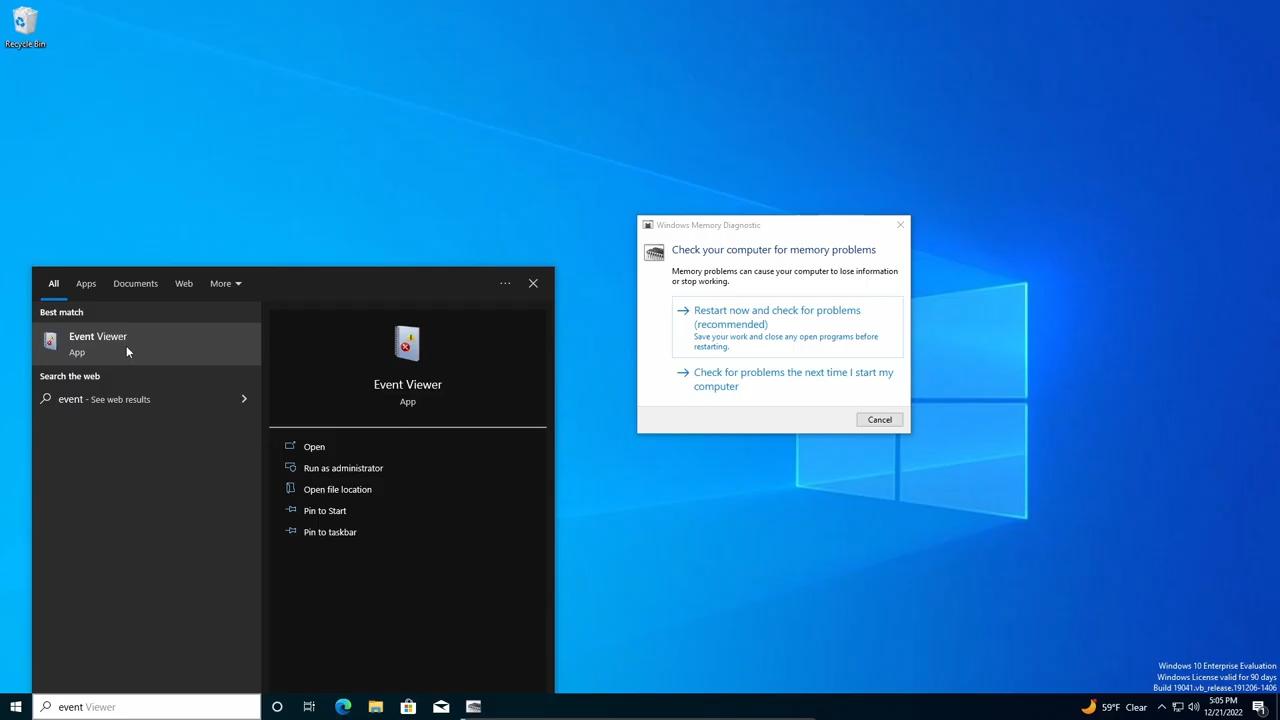 Recycle Bin
Windows Memory Diagnostic
Check your computer for memory problems
Memory problems can cause your computer to lose information
or stop working.
Restart now and check for problems
(recommended)
Save your work and close any open programs before
restarting.
Check for problems the next time I start my
computer
Cancel
All Apps Documents Web More
Best match
Event Viewer
App
Search the web
event - See web results
Event Viewer
App
Open
Run as administrator
Open file location
Pin to Start
Pin to taskbar
Windows 10 Enterprise Evaluation
Windows License valid for 90 days
Build 19041.vb_release.191206-1406
event Viewer
59°F Clear
5:05 PM
12/21/2022
1